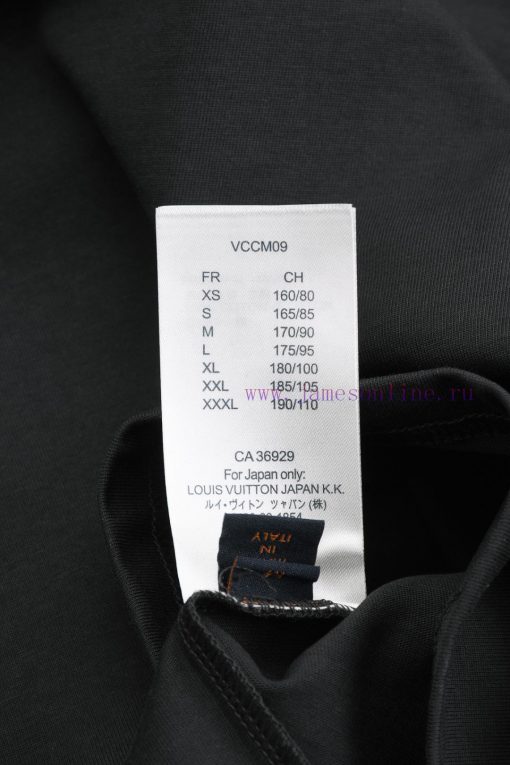 VCCM09
FR CH
XS 160/80
S 165/85
M 170/90
L 175/95
XL 180/100
XXL 185/105
XXXL 190/110
www.jamesonline.ru
CA 36929
For Japan only:
LOUIS VUITTON JAPAN K.K.
ルイ・ヴィトン ツャパン (株)
1854
IN
ITALY